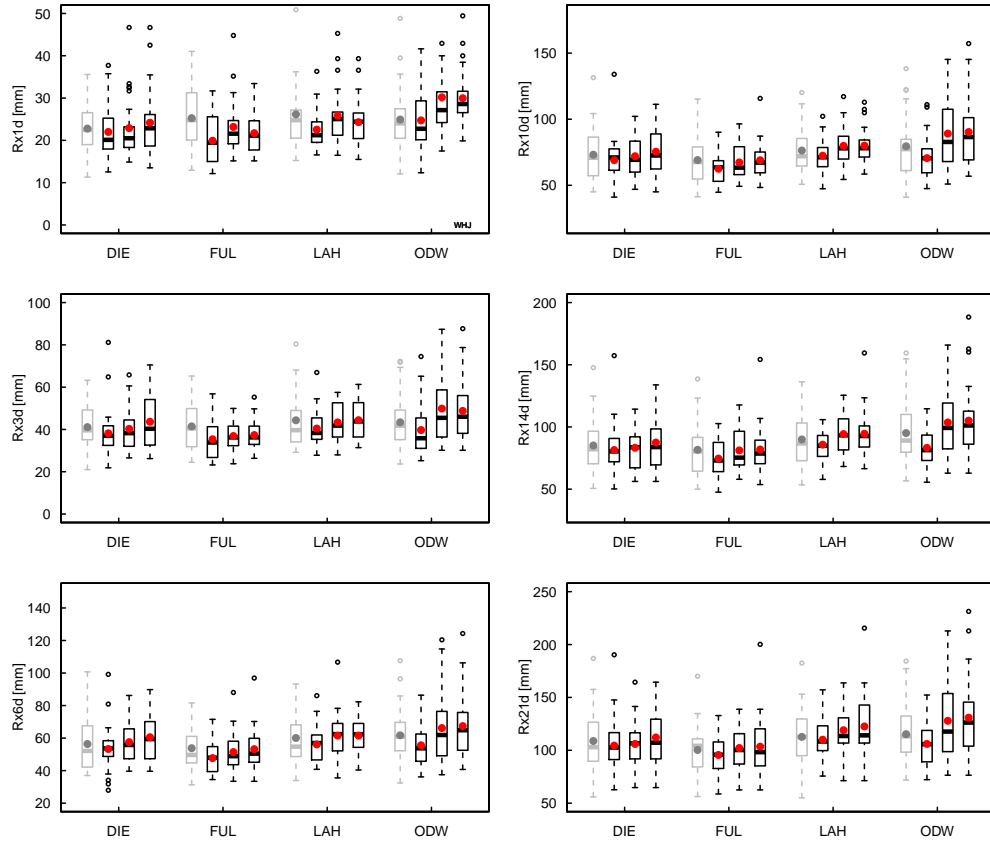 Rx1d [mm]
50
40
30
20
10
0
DIE FUL LAH ODW
WHJ
Rx10d [mm]
150
100
50
DIE FUL LAH ODW
Rx3d [mm]
100
80
60
40
20
0
DIE FUL LAH ODW
Rx14d [mm]
200
150
100
50
DIE FUL LAH ODW
Rx6d [mm]
140
120
100
80
60
40
20
DIE FUL LAH ODW
Rx21d [mm]
250
200
150
100
50
DIE FUL LAH ODW